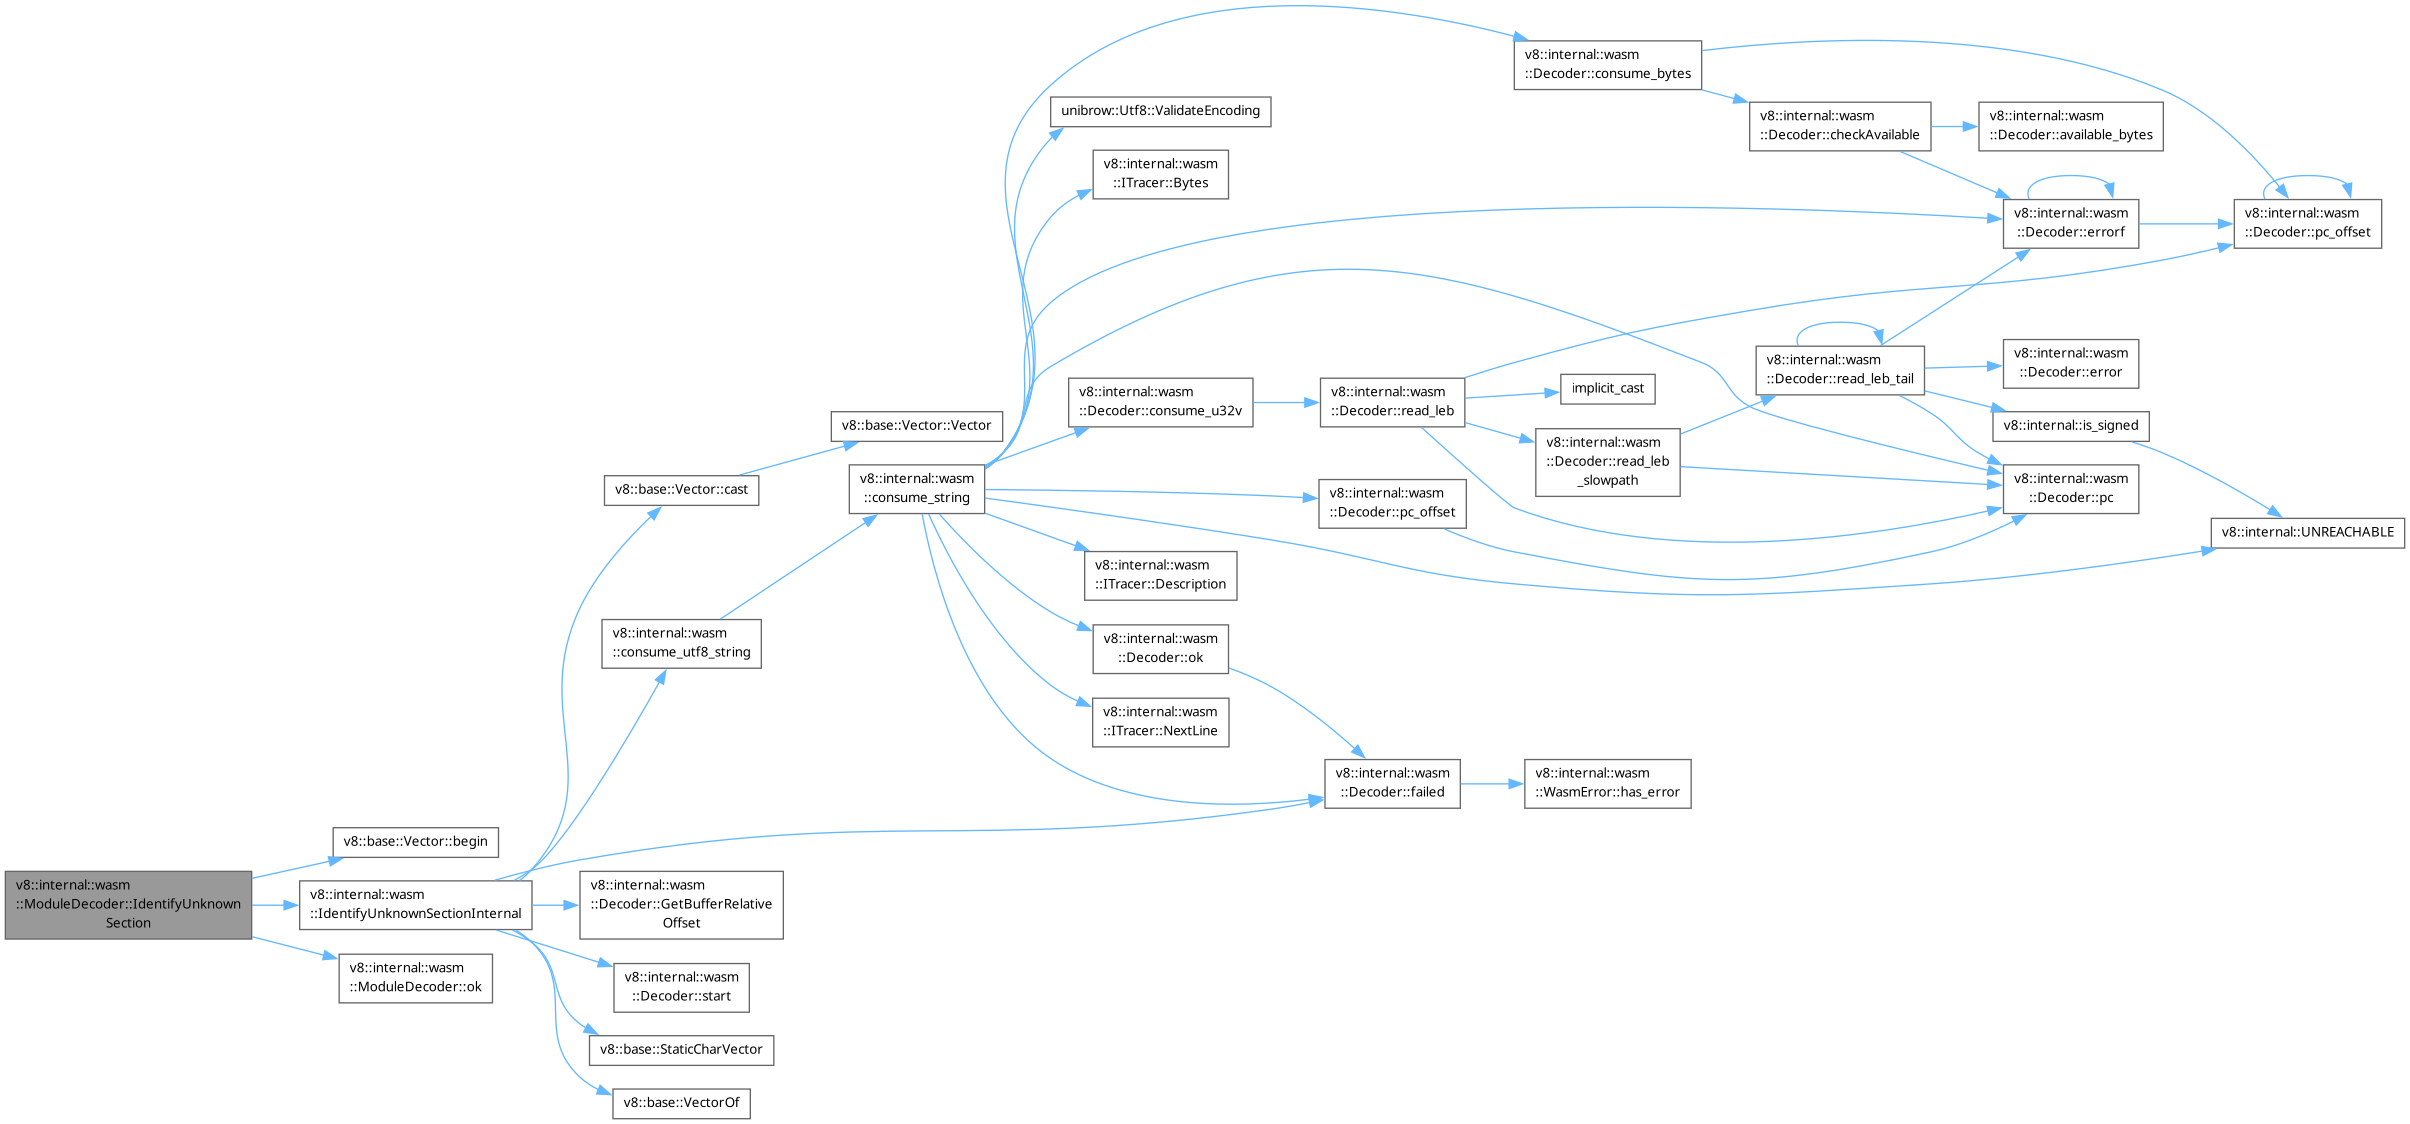 v8::internal::wasm
::ModuleDecoder::IdentifyUnknown
Section
v8::base::Vector::begin
v8::internal::wasm
::IdentifyUnknownSectionInternal
v8::internal::wasm
::ModuleDecoder::ok
v8::base::Vector::cast
v8::internal::wasm
::consume_utf8_string
v8::internal::wasm
::Decoder::GetBufferRelative
Offset
v8::internal::wasm
::Decoder::start
v8::base::StaticCharVector
v8::base::VectorOf
v8::base::Vector::Vector
v8::internal::wasm
::consume_string
unibrow::Utf8::ValidateEncoding
v8::internal::wasm
::ITracer::Bytes
v8::internal::wasm
::Decoder::consume_u32v
v8::internal::wasm
::ITracer::Description
v8::internal::wasm
::Decoder::ok
v8::internal::wasm
::ITracer::NextLine
v8::internal::wasm
::Decoder::read_leb
v8::internal::wasm
::Decoder::pc_offset
v8::internal::wasm
::Decoder::failed
v8::internal::wasm
::Decoder::consume_bytes
implicit_cast
v8::internal::wasm
::Decoder::read_leb
_slowpath
v8::internal::wasm
::WasmError::has_error
v8::internal::wasm
::Decoder::checkAvailable
v8::internal::wasm
::Decoder::read_leb_tail
v8::internal::wasm
::Decoder::available_bytes
v8::internal::wasm
::Decoder::errorf
v8::internal::wasm
::Decoder::error
v8::internal::is_signed
v8::internal::wasm
::Decoder::pc
v8::internal::wasm
::Decoder::pc_offset
v8::internal::UNREACHABLE